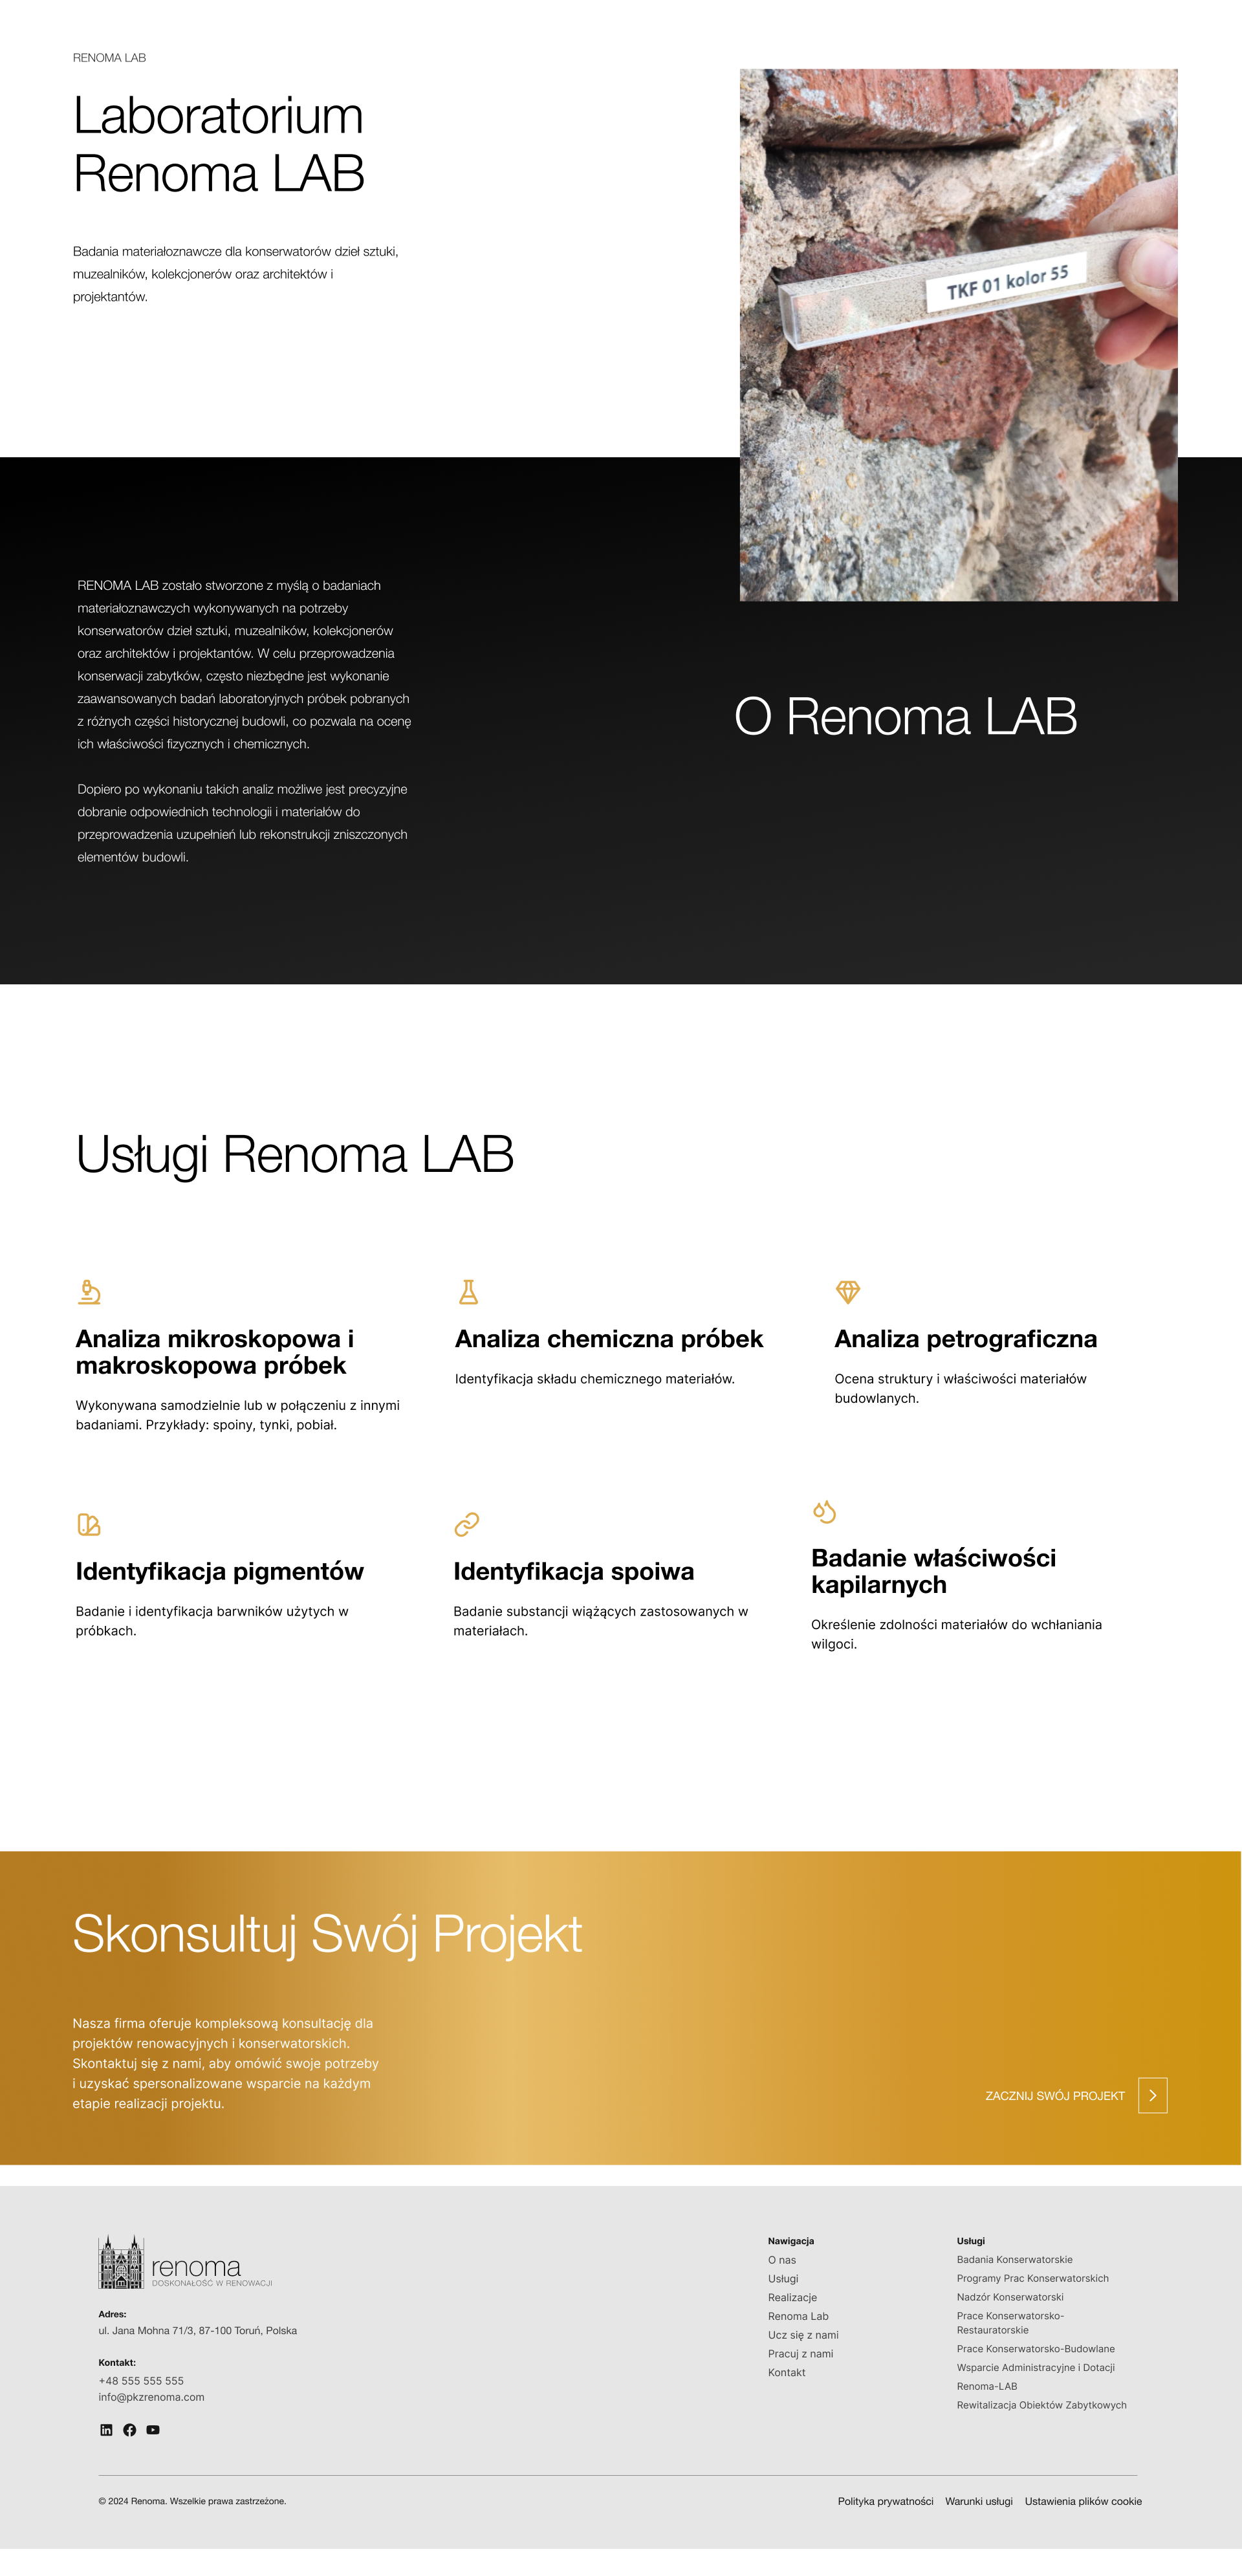 RENOMA LAB
Laboratorium
Renoma LAB
Badania materiałoznawcze dla konserwatorów dzieł sztuki,
muzealników, kolekcjonerów oraz architektów i
projektantów.
TKF 01 kolor 55
RENOMA LAB zostało stworzone z myślą o badaniach
materiałoznawczych wykonywanych na potrzeby
konserwatorów dzieł sztuki, muzealników, kolekcjonerów
oraz architektów i projektantów. W celu przeprowadzenia
konserwacji zabytków, często niezbędne jest wykonanie
zaawansowanych badań laboratoryjnych próbek pobranych
z różnych części historycznej budowli, co pozwala na ocenę
ich właściwości fizycznych i chemicznych.
Dopiero po wykonaniu takich analiz możliwe jest precyzyjne
dobranie odpowiednich technologii i materiałów do
przeprowadzenia uzupełnień lub rekonstrukcji zniszczonych
elementów budowli.
O Renoma LAB
Usługi Renoma LAB
Analiza mikroskopowa i
makroskopowa próbek
Wykonywana samodzielnie lub w połączeniu z innymi
badaniami. Przykłady: spoiny, tynki, pobiał.
Analiza chemiczna próbek
Identyfikacja składu chemicznego materiałów.
Analiza petrograficzna
Ocena struktury i właściwości materiałów
budowlanych.
Identyfikacja pigmentów
Badanie i identyfikacja barwników użytych w
próbkach.
Identyfikacja spoiwa
Badanie substancji wiążących zastosowanych w
materiałach.
Badanie właściwości
kapilarnych
Określenie zdolności materiałów do wchłaniania
wilgoci.
Skonsultuj Swój Projekt
Nasza firma oferuje kompleksową konsultację dla
projektów renowacyjnych i konserwatorskich.
Skontaktuj się z nami, aby omówić swoje potrzeby
i uzyskać spersonalizowane wsparcie na każdym
etapie realizacji projektu.
ZACZNIJ SWÓJ PROJEKT
renoma
DOSKONAŁOŚĆ W RENOWACJI
Adres:
ul. Jana Mohna 71/3, 87-100 Toruń, Polska
Kontakt:
+48 555 555 555
info@pkzrenoma.com
Nawigacja
O nas
Usługi
Realizacje
Renoma Lab
Ucz się z nami
Pracuj z nami
Kontakt
Usługi
Badania Konserwatorskie
Programy Prac Konserwatorskich
Nadzór Konserwatorski
Prace Konserwatorsko-
Restauratorskie
Prace Konserwatorsko-Budowlane
Wsparcie Administracyjne i Dotacji
Renoma-LAB
Rewitalizacja Obiektów Zabytkowych
© 2024 Renoma. Wszelkie prawa zastrzeżone.
Polityka prywatności
Warunki usługi
Ustawienia plików cookie